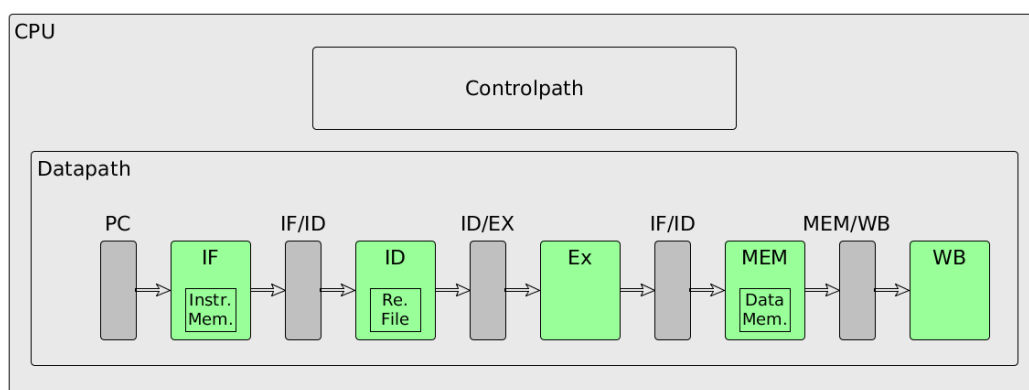 CPU
Controlpath
Datapath
PC
IF/ID
ID/EX
IF/ID
MEM/WB
IF
ID
Ex
MEM
WB
Instr.
Mem.
Re.
File
Data
Mem.